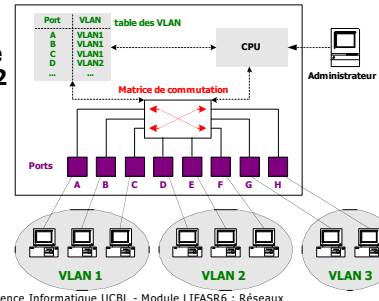 Port VLAN
table des VLAN
A VLAN1
B VLAN1
C VLAN1
D VLAN2
... ...
CPU
Administrateur
e
2
Matrice de commutation
Ports
A B C D E F G H
VLAN 1 VLAN 2 VLAN 3
ence Informatique UCBL - Module LIFASR6 : Réseaux